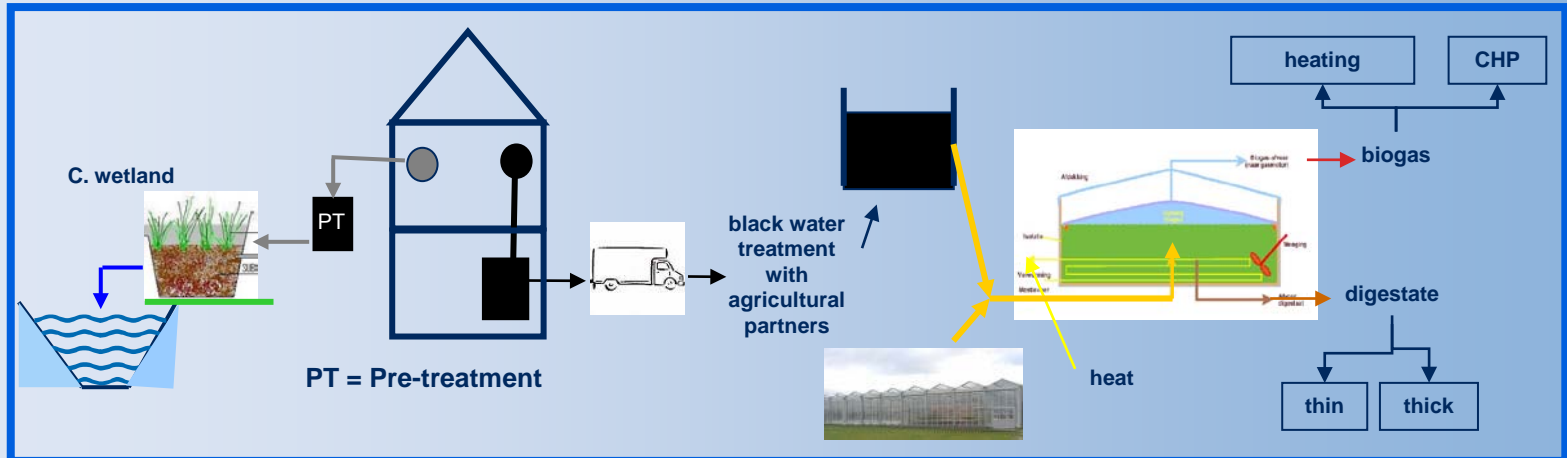 heating
CHP
biogas
C. wetland
PT
black water
treatment
with
agricultural
partners
PT = Pre-treatment
heat
digestate
thin
thick